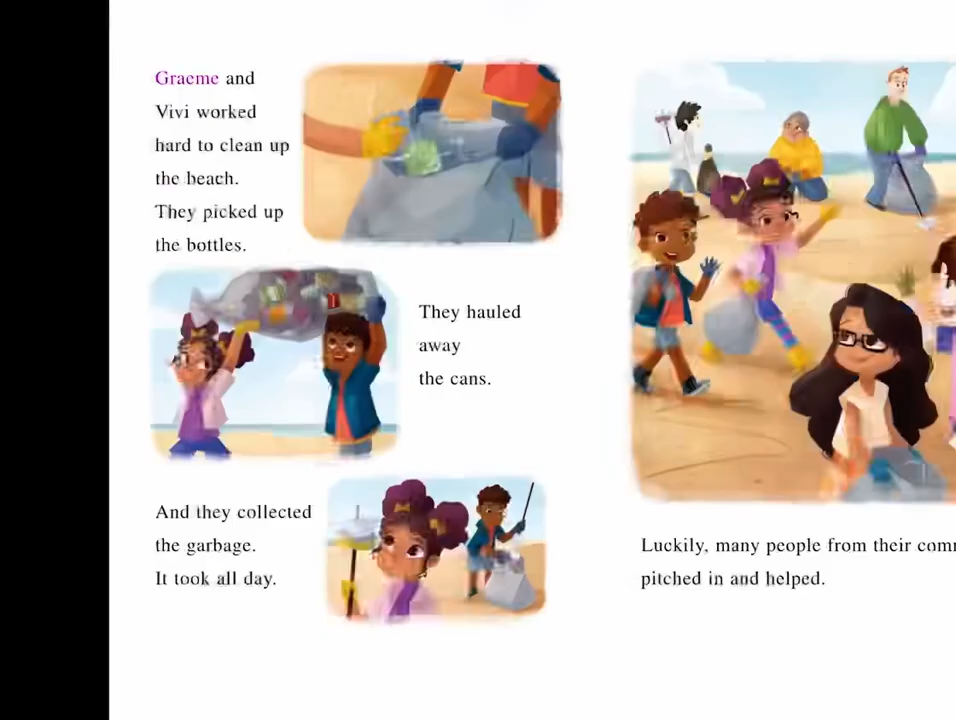 Graeme and
Vivi worked
hard to clean up
the beach.
They picked up
the bottles.
They hauled
away
the cans.
And they collected
the garbage.
It took all day.
Luckily, many people from their
pitched in and helped.